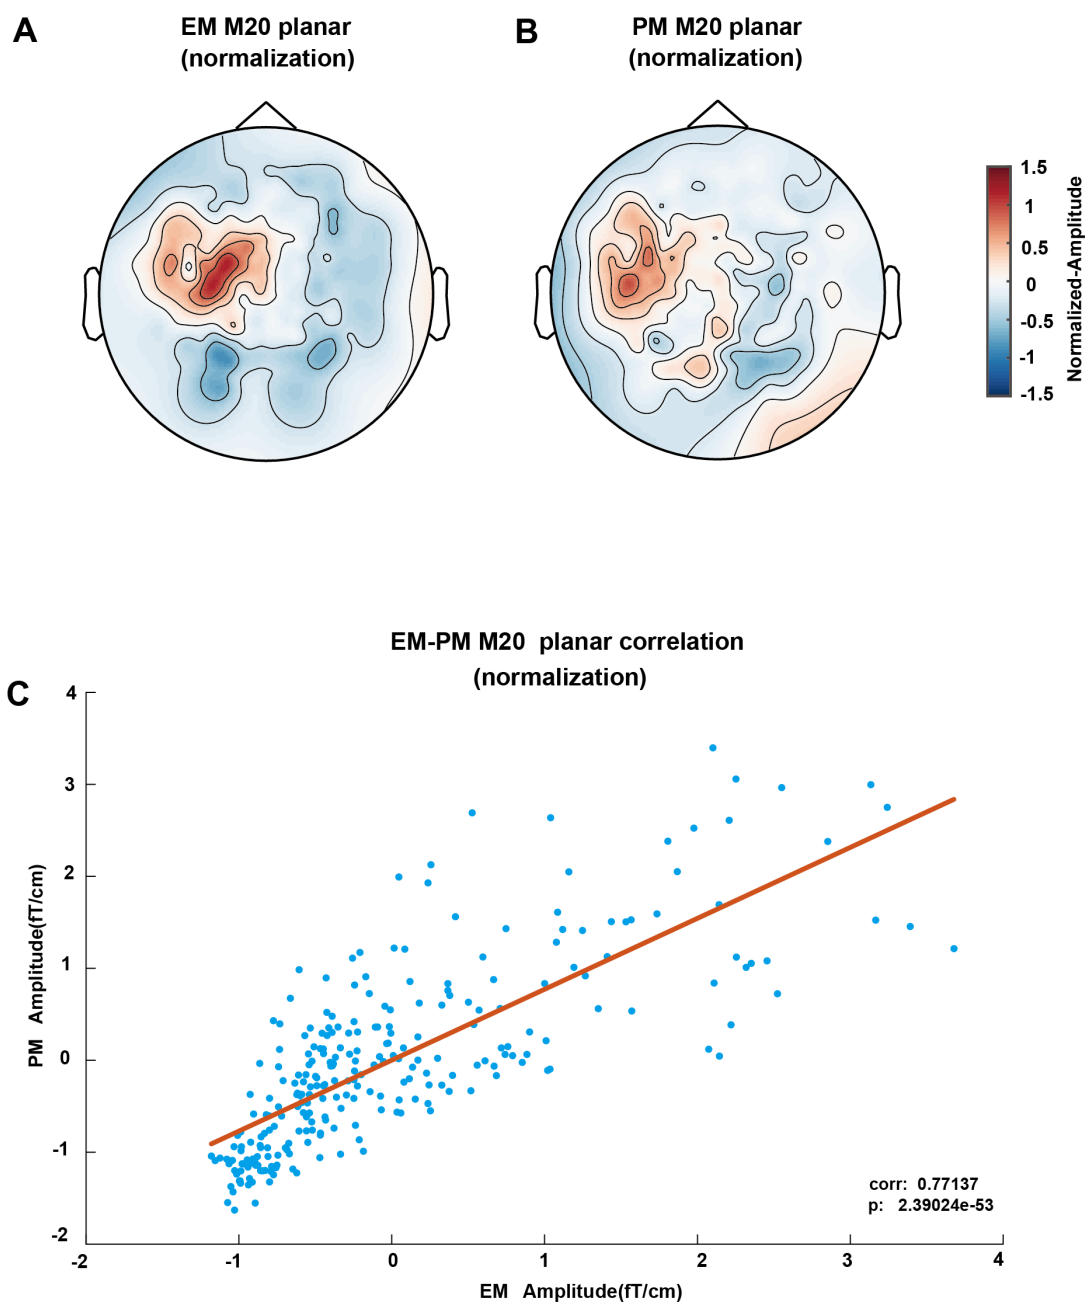 A
EM M20 planar
(normalization)
B
PM M20 planar
(normalization)
1.5
1
0.5
0
-0.5
-1
-1.5
Normalized-Amplitude
EM-PM M20 planar correlation
(normalization)
C
4
3
2
1
0
-1
-2
PM Amplitude(fT/cm)
corr: 0.77137
p: 2.39024e-53
-2
-1
0
1
2
3
4
EM Amplitude(fT/cm)